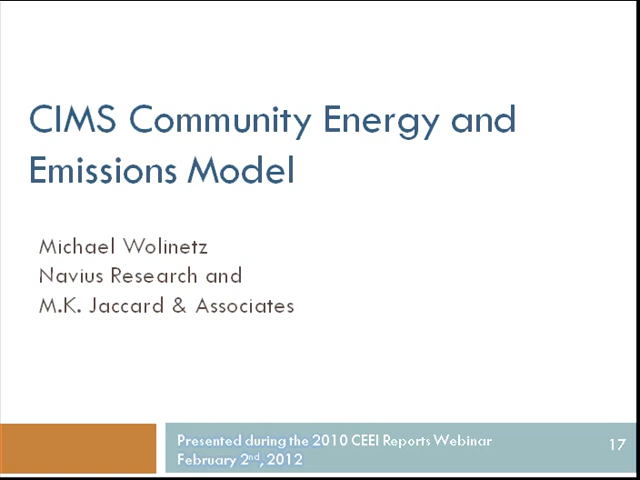 CIMS Community Energy and
Emissions Model
Michael Wolinetz
Navius Research and
M.K. Jaccard & Associates
Presented during the 2010 CEEI Reports Webinar
February 2nd, 2012
17